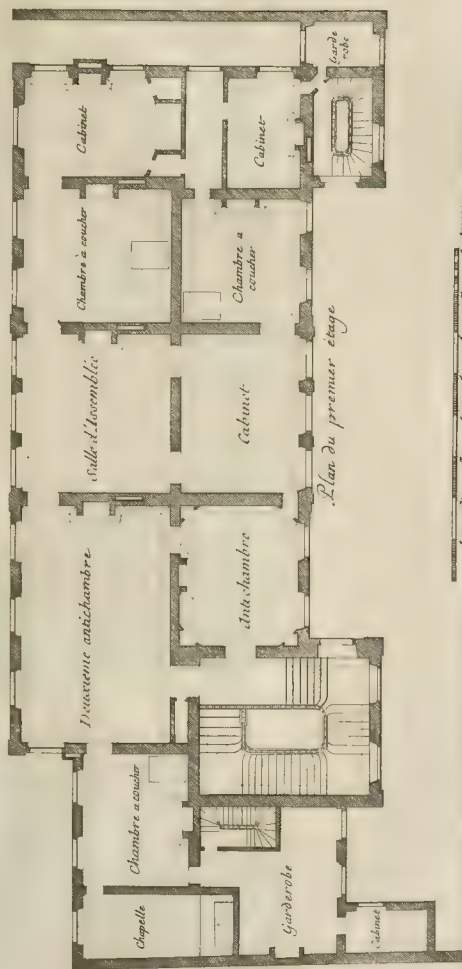 Garde
robe
Cabinet
Cabinet
Chambre à coucher
Chambre a
coucher
Salle d'Assemblée
Cabinet
Plan du premier étage
Deuxieme antichambre
Antichambre
Chambre a coucher
Chapelle
Garderobe
Cabinet